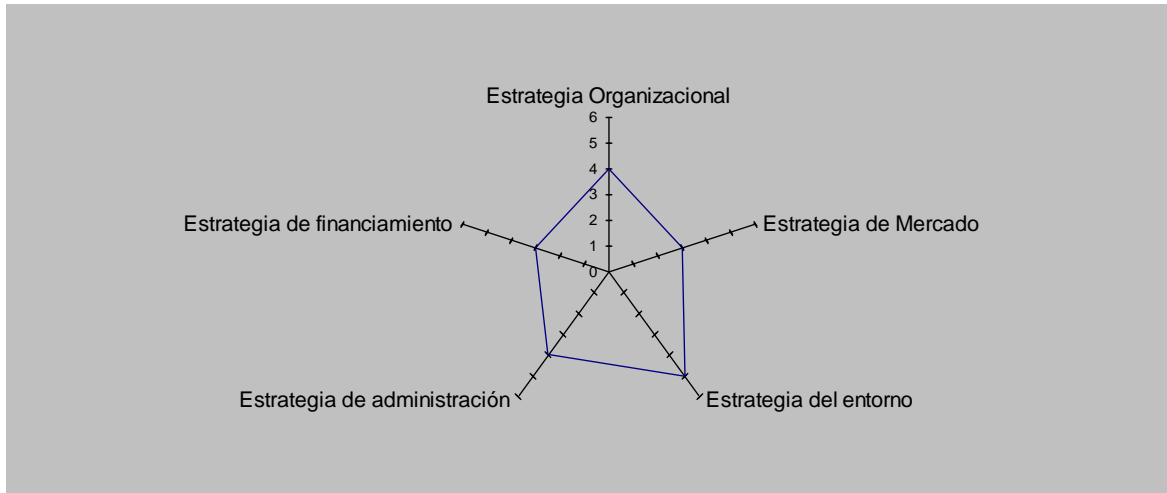 Estrategia Organizacional
6
5
4
3
2
1
0
Estrategia de financiamiento
Estrategia de Mercado
Estrategia de administración
Estrategia del entorno